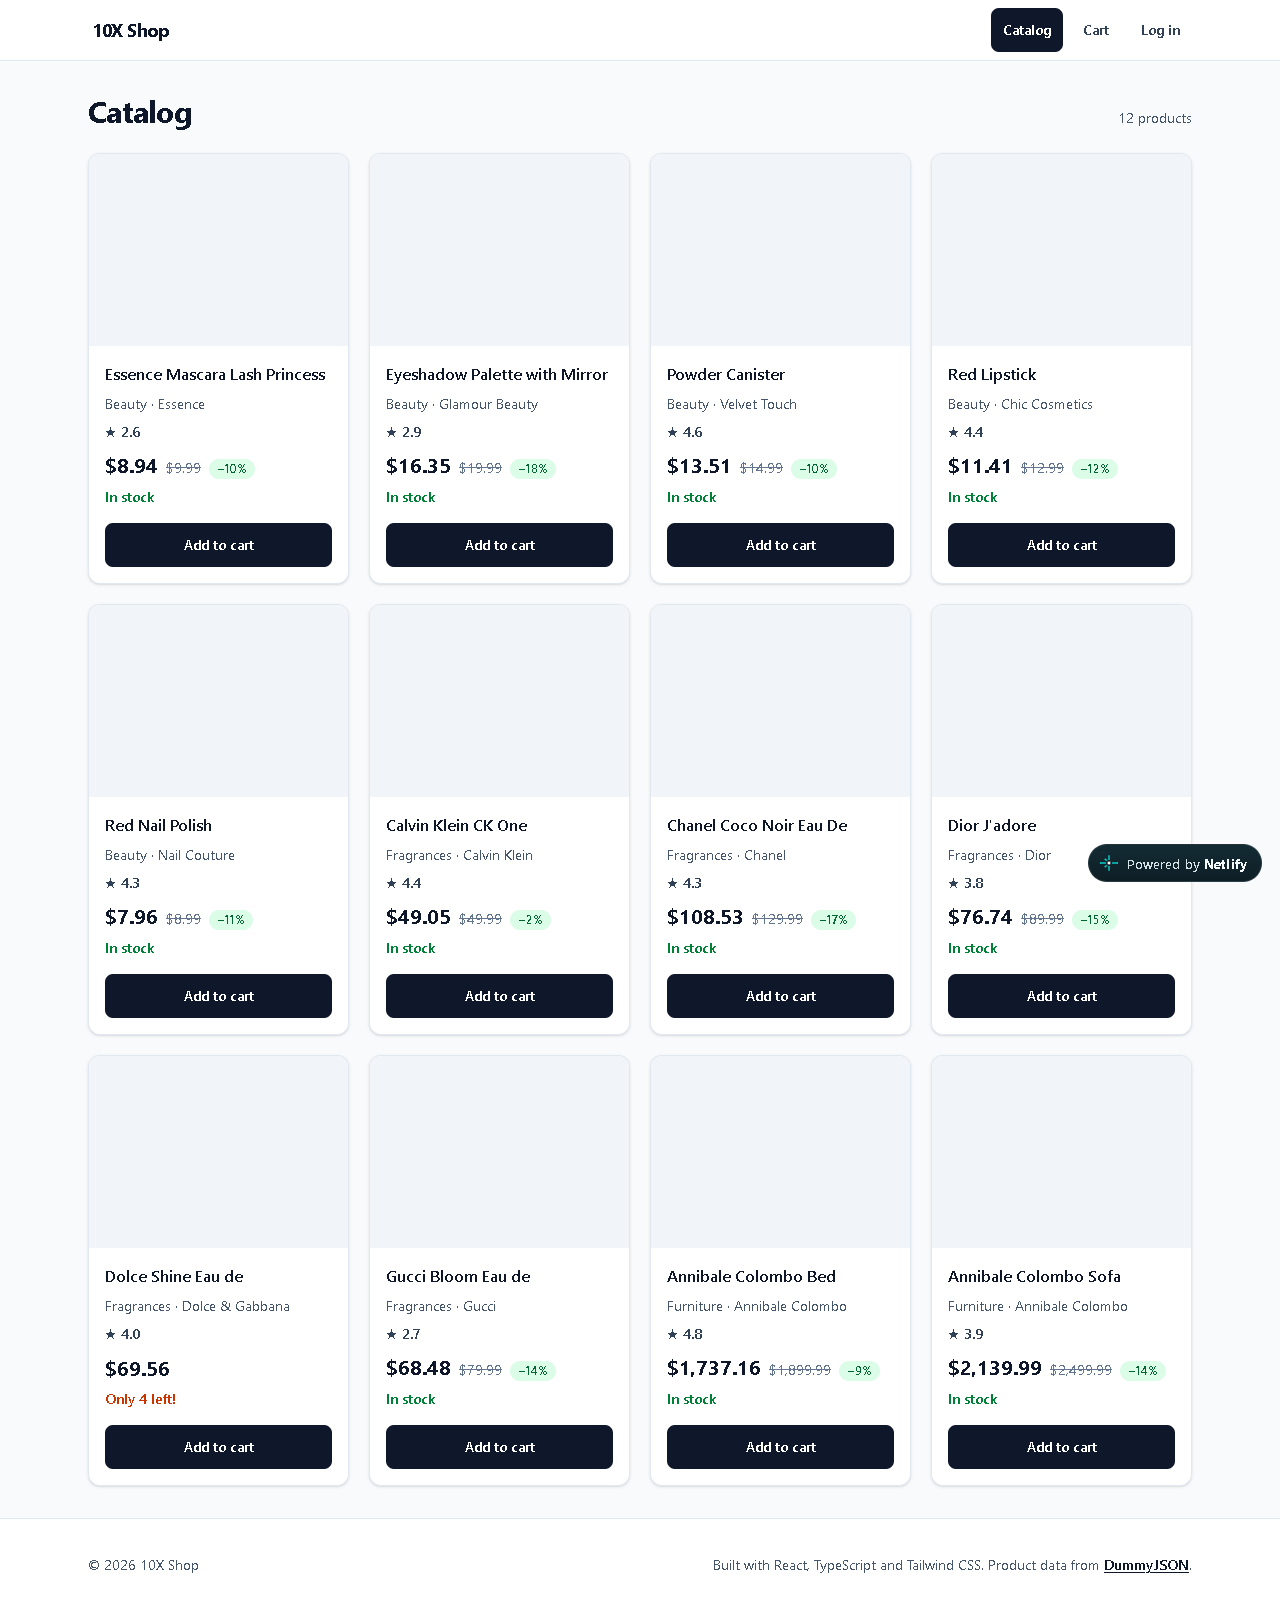 10X Shop
Catalog
Cart
Log in
Catalog
12 products
Essence Mascara Lash Princess
Beauty · Essence
★ 2.6
$8.94 $9.99 −10%
In stock
Add to cart
Eyeshadow Palette with Mirror
Beauty · Glamour Beauty
★ 2.9
$16.35 $19.99 −18%
In stock
Add to cart
Powder Canister
Beauty · Velvet Touch
★ 4.6
$13.51 $14.99 −10%
In stock
Add to cart
Red Lipstick
Beauty · Chic Cosmetics
★ 4.4
$11.41 $12.99 −12%
In stock
Add to cart
Red Nail Polish
Beauty · Nail Couture
★ 4.3
$7.96 $8.99 −11%
In stock
Add to cart
Calvin Klein CK One
Fragrances · Calvin Klein
★ 4.4
$49.05 $49.99 −2%
In stock
Add to cart
Chanel Coco Noir Eau De
Fragrances · Chanel
★ 4.3
$108.53 $129.99 −17%
In stock
Add to cart
Dior J'adore
Fragrances · Dior
★ 3.8
$76.74 $89.99 −15%
In stock
Add to cart
Powered by Netlify
Dolce Shine Eau de
Fragrances · Dolce & Gabbana
★ 4.0
$69.56
Only 4 left!
Add to cart
Gucci Bloom Eau de
Fragrances · Gucci
★ 2.7
$68.48 $79.99 −14%
In stock
Add to cart
Annibale Colombo Bed
Furniture · Annibale Colombo
★ 4.8
$1,737.16 $1,899.99 −9%
In stock
Add to cart
Annibale Colombo Sofa
Furniture · Annibale Colombo
★ 3.9
$2,139.99 $2,499.99 −14%
In stock
Add to cart
© 2026 10X Shop
Built with React, TypeScript and Tailwind CSS. Product data from DummyJSON.